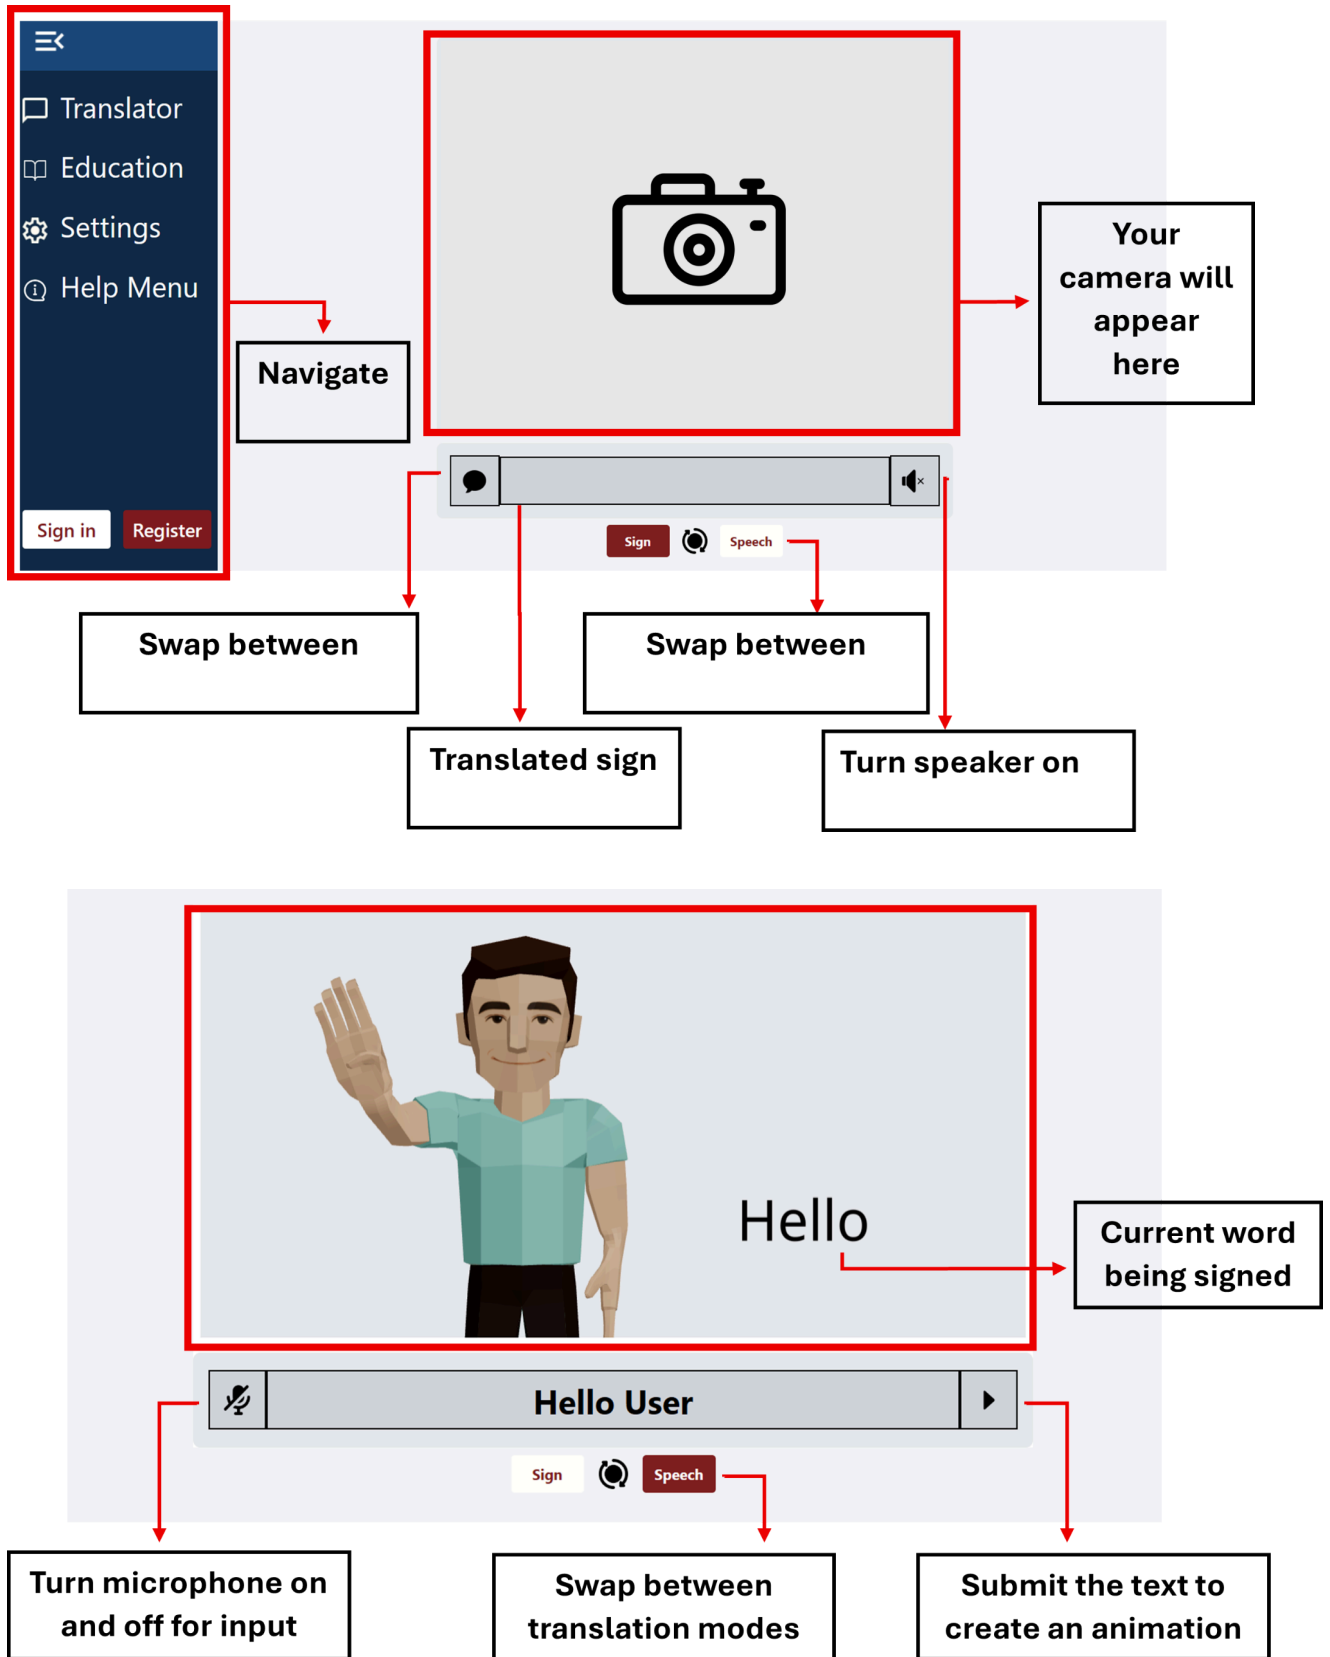 Translator
Education
Settings
Help Menu
Sign in
Register
Navigate
Your
camera will
appear
here
Sign
Speech
Swap between
Swap between
Translated sign
Turn speaker on
Hello
Current word
being signed
Hello User
Sign
Speech
Turn microphone on
and off for input
Swap between
translation modes
Submit the text to
create an animation